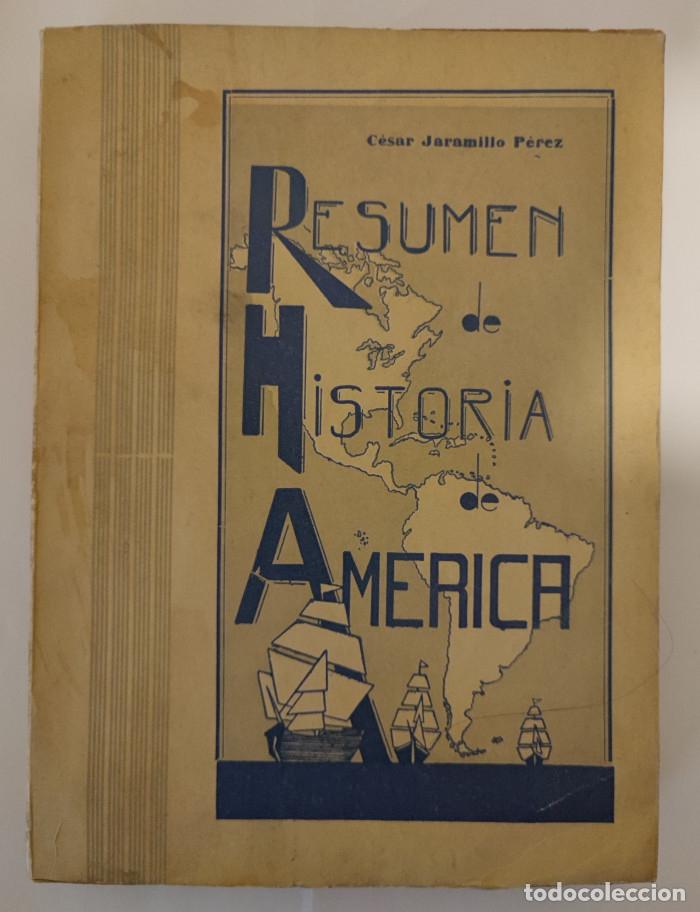 César Jaramillo Pérez
RESUMEN
de
HiSTORiA
de
AMERICA
todocoleccion